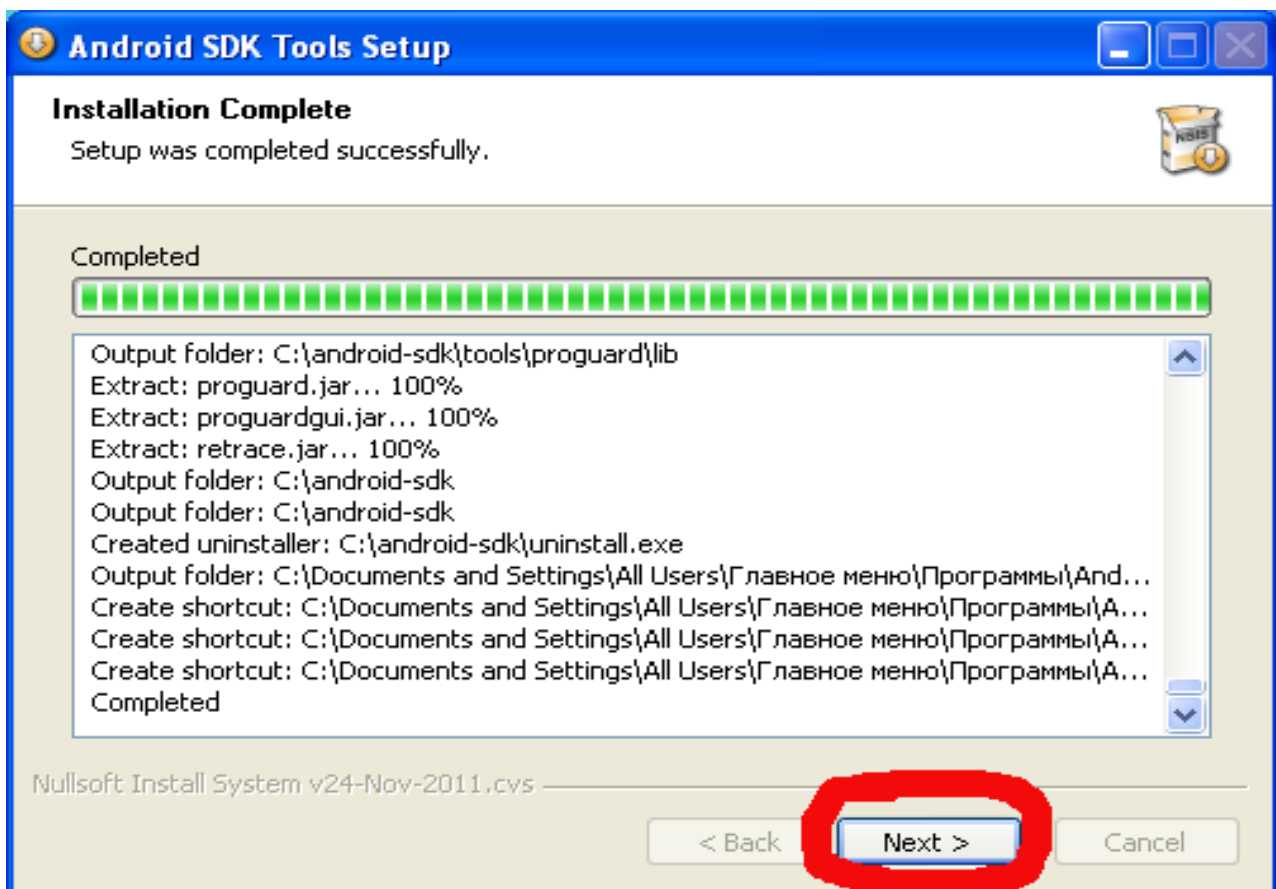 Android SDK Tools Setup
Installation Complete
Setup was completed successfully.
NSIS
Completed
Output folder: C:\android-sdk\tools\proguard\lib
Extract: proguard.jar... 100%
Extract: proguardgui.jar... 100%
Extract: retrace.jar... 100%
Output folder: C:\android-sdk
Output folder: C:\android-sdk
Created uninstaller: C:\android-sdk\uninstall.exe
Output folder: C:\Documents and Settings\All Users\Главное меню\Программы\And...
Create shortcut: C:\Documents and Settings\All Users\Главное меню\Программы\A...
Create shortcut: C:\Documents and Settings\All Users\Главное меню\Программы\A...
Create shortcut: C:\Documents and Settings\All Users\Главное меню\Программы\A...
Completed
Nullsoft Install System v24-Nov-2011.cvs
< Back Next > Cancel